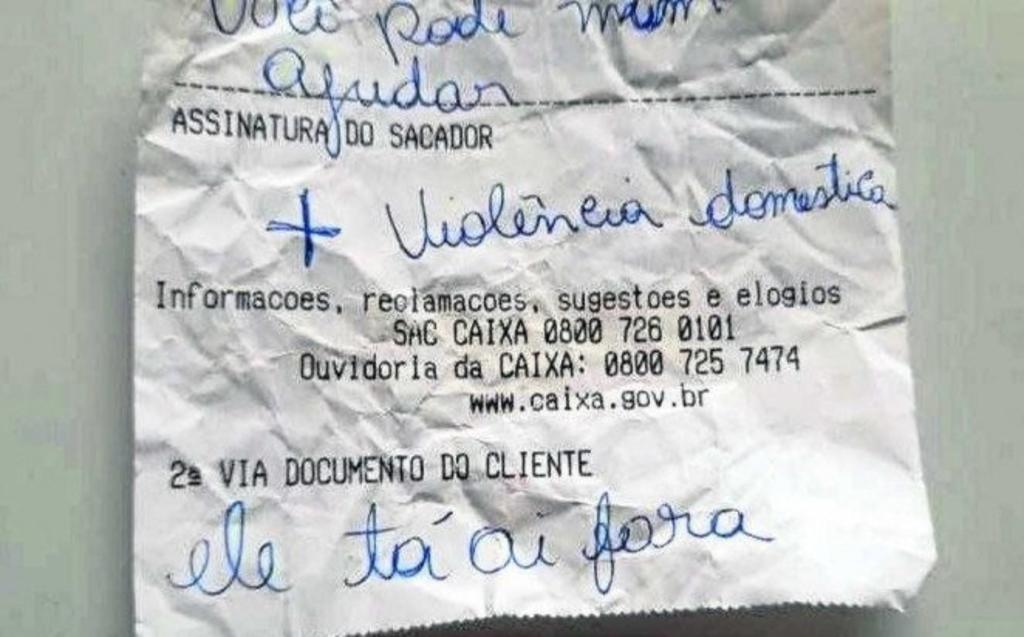 Você pode
Ajudar
ASSINATURA DO SACADOR
+ Violência domestica
Informacoes, reclamacoes, sugestoes e elogios
SAC CAIXA 0800 726 0101
Ouvidoria da CAIXA: 0800 725 7474
www.caixa.gov.br
2ª VIA DOCUMENTO DO CLIENTE
ele tá ai fora